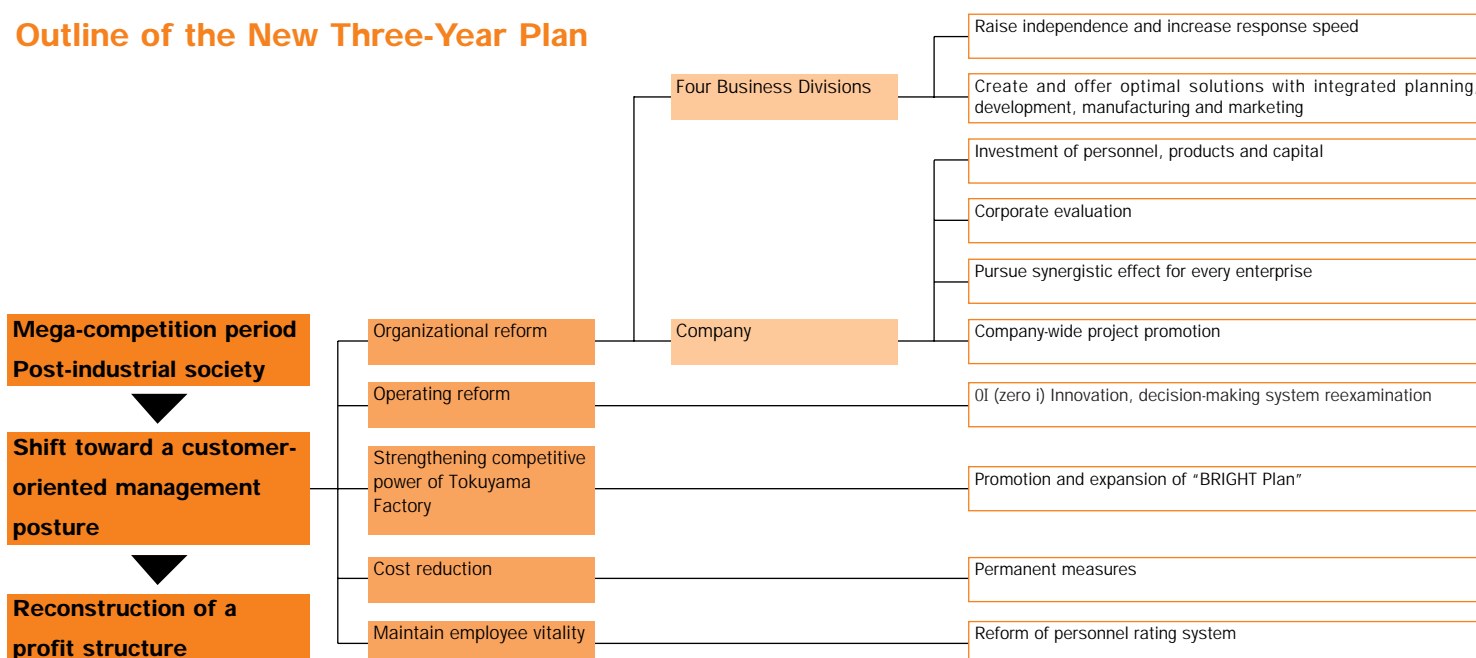 Outline of the New Three-Year Plan
Mega-competition period
Post-industrial society
Shift toward a customer-
oriented management
posture
Reconstruction of a
profit structure
Organizational reform
Operating reform
Strengthening competitive
power of Tokuyama
Factory
Cost reduction
Maintain employee vitality
Four Business Divisions
Company
Raise independence and increase response speed
Create and offer optimal solutions with integrated planning,
development, manufacturing and marketing
Investment of personnel, products and capital
Corporate evaluation
Pursue synergistic effect for every enterprise
Company-wide project promotion
0I (zero i) Innovation, decision-making system reexamination
Promotion and expansion of “BRIGHT Plan”
Permanent measures
Reform of personnel rating system